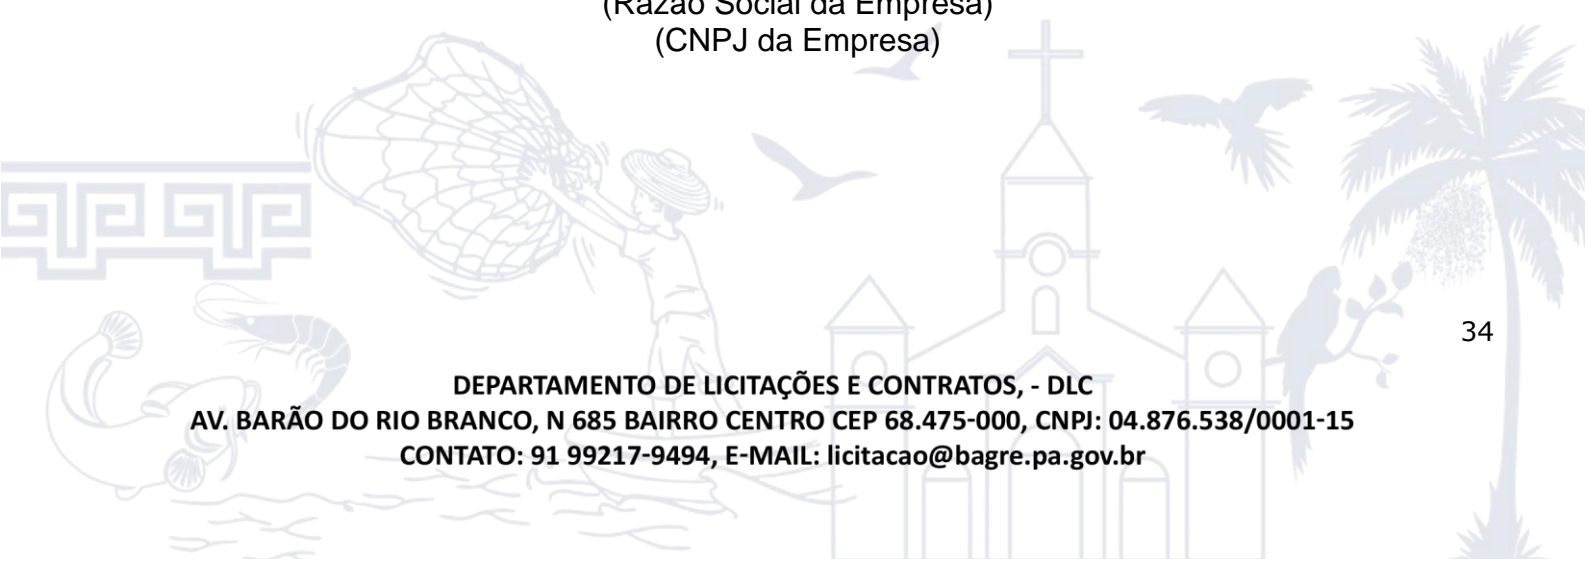 (Razão Social da Empresa)
(CNPJ da Empresa)
34
DEPARTAMENTO DE LICITAÇÕES E CONTRATOS, - DLC
AV. BARÃO DO RIO BRANCO, N 685 BAIRRO CENTRO CEP 68.475-000, CNPJ: 04.876.538/0001-15
CONTATO: 91 99217-9494, E-MAIL: licitacao@bagre.pa.gov.br